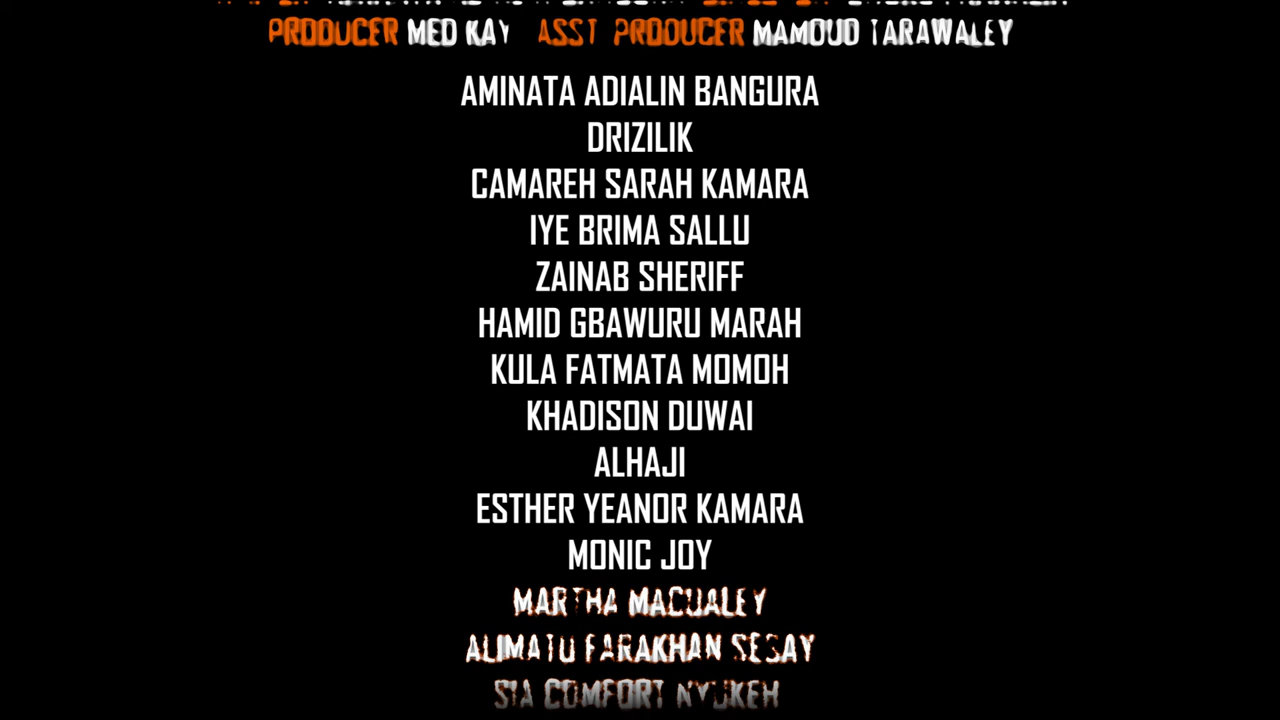 PRODUCER MED KAY ASST PRODUCER MAMOUD TARAWALEY
AMINATA ADIALIN BANGURA
DRIZILIK
CAMAREH SARAH KAMARA
IYE BRIMA SALLU
ZAINAB SHERIFF
HAMID GBAWURU MARAH
KULA FATMATA MOMOH
KHADISON DUWAI
ALHAJI
ESTHER YEANOR KAMARA
MONIC JOY
MARTHA MACUALEY
ALIMATU FARAKHAN SESAY
SIA COMFORT NYUKEH